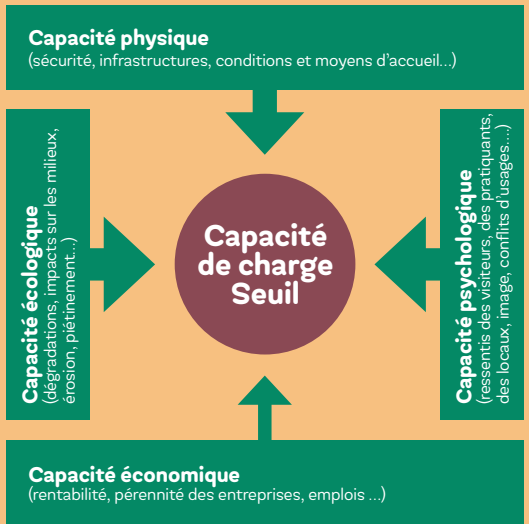 Capacité physique
(sécurité, infrastructures, conditions et moyens d'accueil...)
Capacité écologique
(dégradations, impacts sur les milieux,
érosion, piétinement...)
Capacité
de charge
Seuil
Capacité psychologique
(ressentis des visiteurs, des pratiquants,
des locaux, image, conflits d'usages....)
Capacité économique
(rentabilité, pérennité des entreprises, emplois ...)